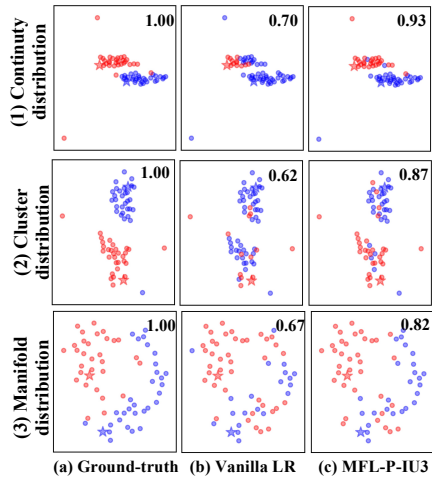 (1) Continuty
distribution
1.00
0.70
0.93
(2) Cluster
distribution
1.00
0.62
0.87
(3) Manifold
distribution
1.00
0.67
0.82
(a) Ground-truth
(b) Vanilla LR
(c) MFL-P-IU3